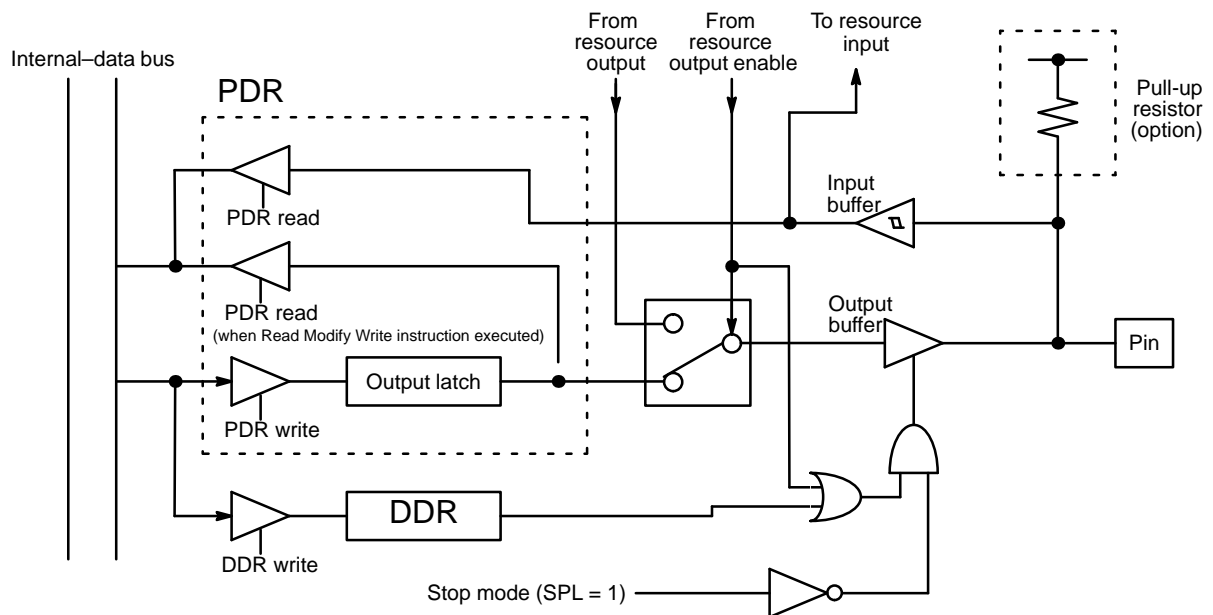 From
resource
output
From
resource
output enable
To resource
input
Internal–data bus
PDR
Pull-up
resistor
(option)
PDR read
Input
buffer
PDR read
(when Read Modify Write instruction executed)
Output
buffer
Pin
Output latch
PDR write
DDR
DDR write
Stop mode (SPL = 1)